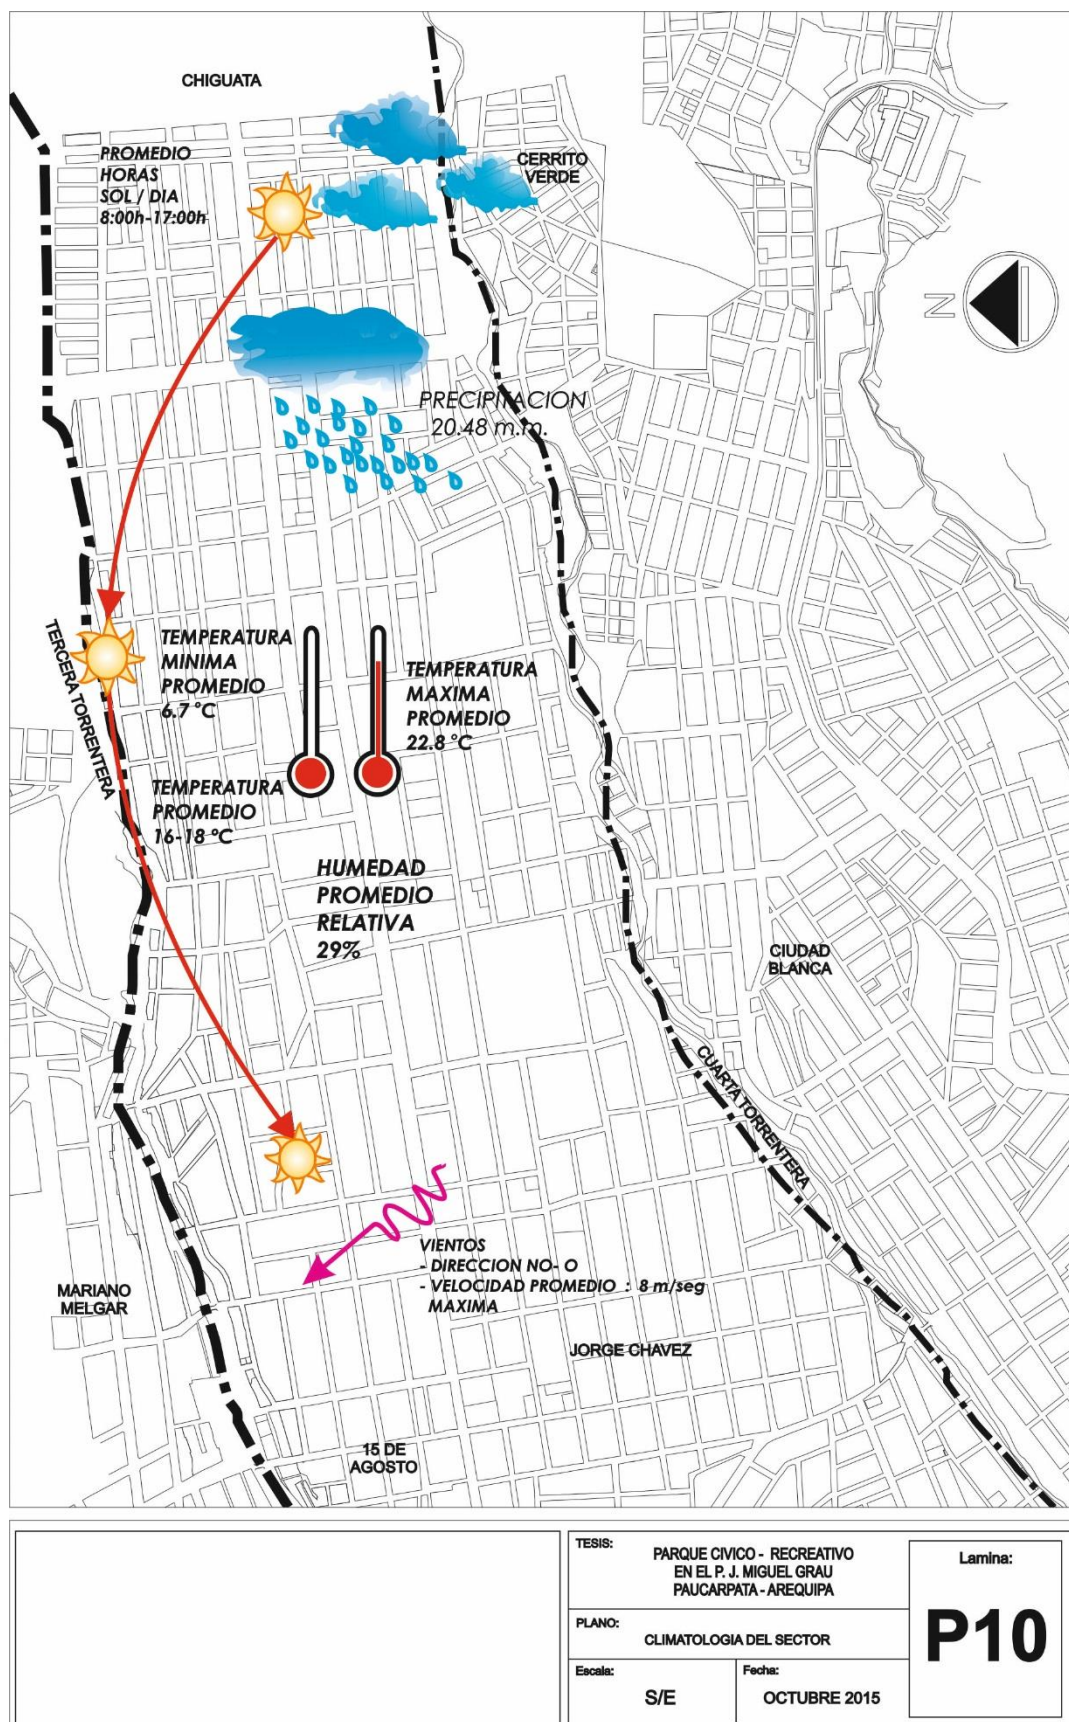 CHIGUATA
PROMEDIO
HORAS
SOL / DIA
8:00h-17:00h
CERRITO
VERDE
N
PRECIPITACION
20.48 m.m.
TERCERA TORRENTERA
TEMPERATURA
MINIMA
PROMEDIO
6.7 °C
TEMPERATURA
MAXIMA
PROMEDIO
22.8 °C
TEMPERATURA
PROMEDIO
16-18 °C
HUMEDAD
PROMEDIO
RELATIVA
29%
CIUDAD
BLANCA
CUARTA TORRENTERA
VIENTOS
- DIRECCION NO- O
- VELOCIDAD PROMEDIO : 8 m/seg
MAXIMA
MARIANO
MELGAR
JORGE CHAVEZ
15 DE
AGOSTO
TESIS:
PARQUE CIVICO - RECREATIVO
EN EL P. J. MIGUEL GRAU
PAUCARPATA - AREQUIPA
PLANO:
CLIMATOLOGIA DEL SECTOR
Escala:
S/E
Fecha:
OCTUBRE 2015
Lamina:
P10